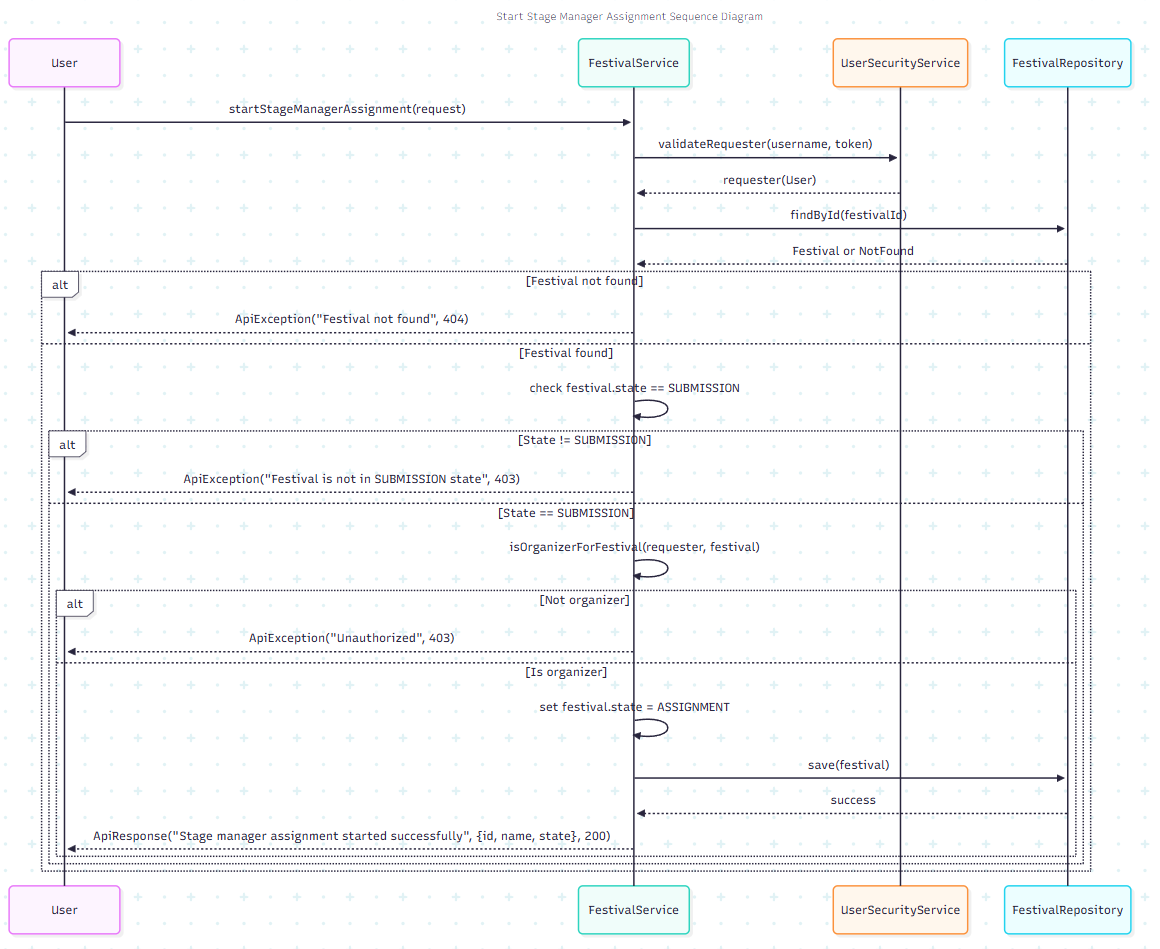 Start Stage Manager Assignment Sequence Diagram
User
FestivalService
UserSecurityService
FestivalRepository
startStageManagerAssignment(request)
validateRequester(username, token)
requester(User)
findById(festivalId)
Festival or NotFound
alt
[Festival not found]
ApiException("Festival not found", 404)
[Festival found]
check festival.state == SUBMISSION
alt
[State != SUBMISSION]
ApiException("Festival is not in SUBMISSION state", 403)
[State == SUBMISSION]
isOrganizerForFestival(requester, festival)
alt
[Not organizer]
ApiException("Unauthorized", 403)
[Is organizer]
set festival.state = ASSIGNMENT
save(festival)
success
ApiResponse("Stage manager assignment started successfully", {id, name, state}, 200)
User
FestivalService
UserSecurityService
FestivalRepository